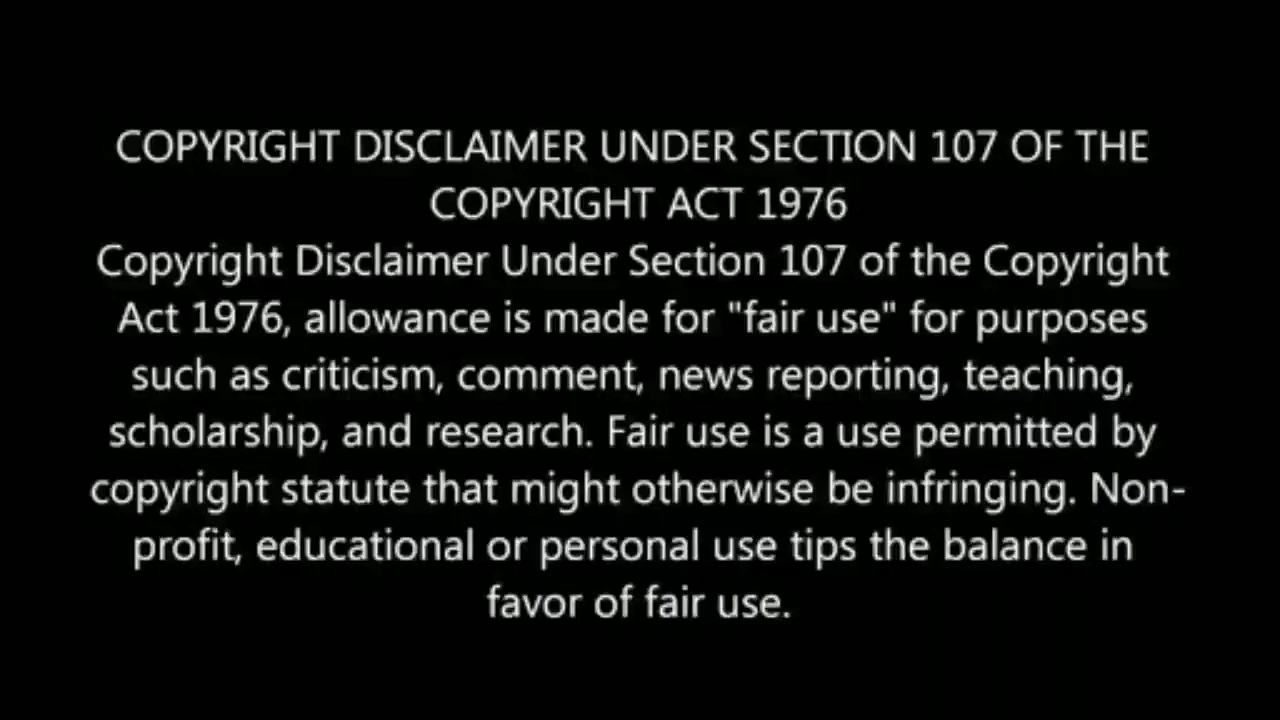 COPYRIGHT DISCLAIMER UNDER SECTION 107 OF THE
COPYRIGHT ACT 1976
Copyright Disclaimer Under Section 107 of the Copyright
Act 1976, allowance is made for "fair use" for purposes
such as criticism, comment, news reporting, teaching,
scholarship, and research. Fair use is a use permitted by
copyright statute that might otherwise be infringing. Non-
profit, educational or personal use tips the balance in
favor of fair use.